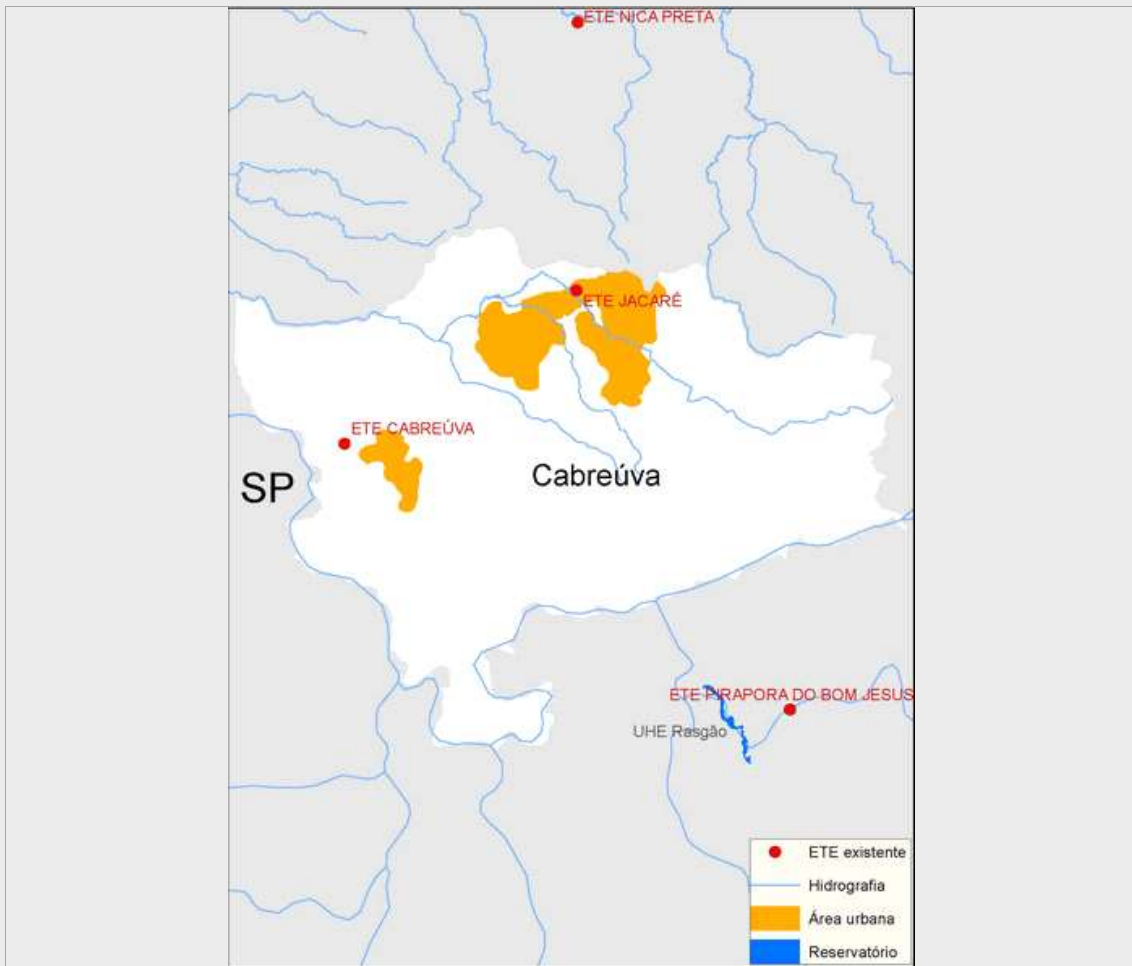 ETE NICA PRETA
ETE JACARÉ
ETE CABREÚVA
SP
Cabreúva
ETE PIRAPORA DO BOM JESUS
UHE Rasgão
ETE existente
Hidrografia
Área urbana
Reservatório